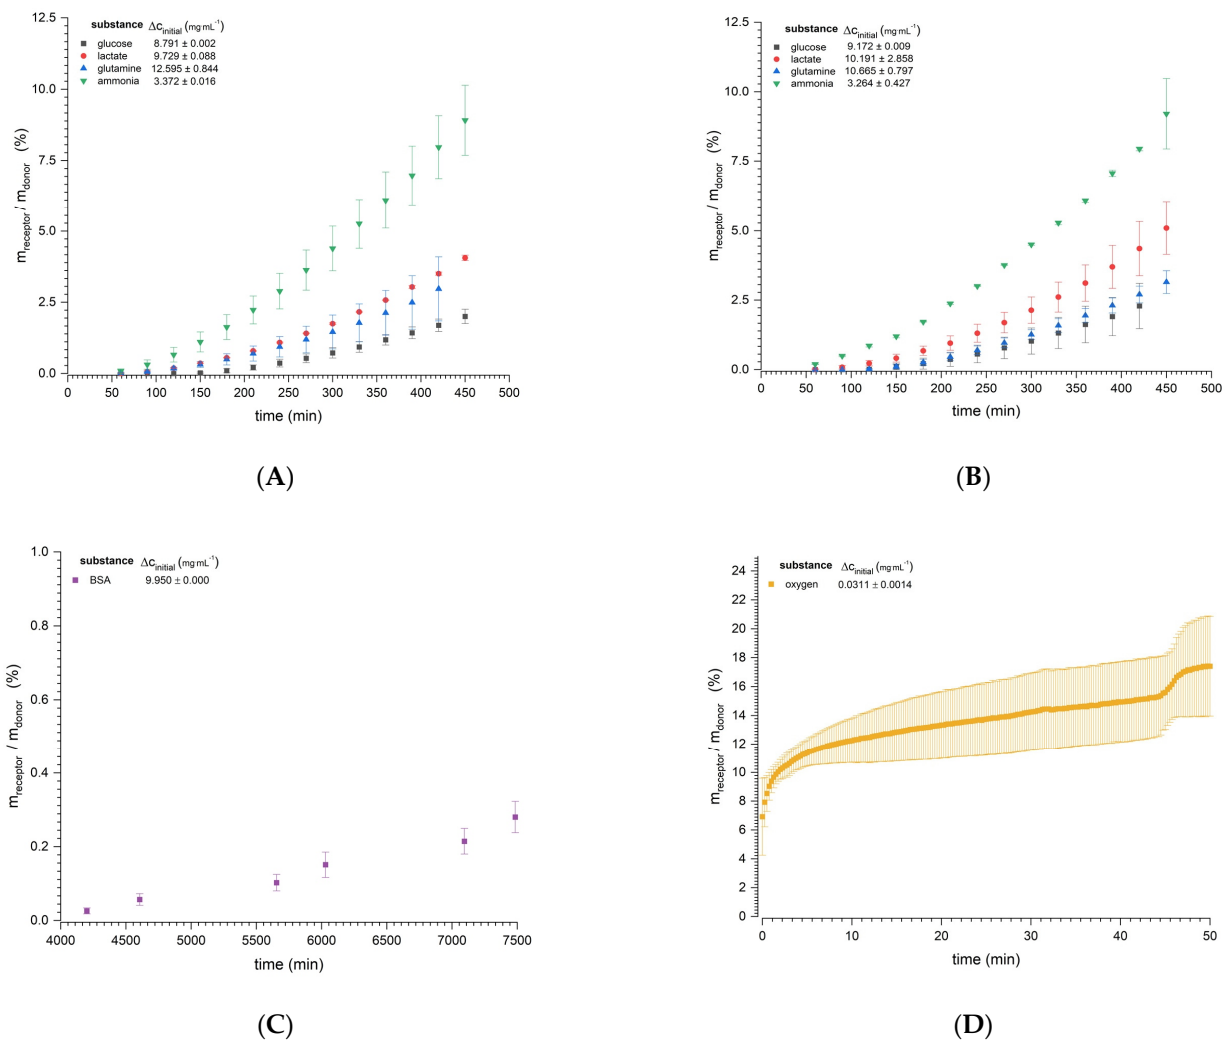 substance Δc_initial (mg·mL⁻¹)
glucose 8.791 ± 0.002
lactate 9.729 ± 0.088
glutamine 12.595 ± 0.844
ammonia 3.372 ± 0.016
12.5
10.0
7.5
5.0
2.5
0.0
m_receptor / m_donor (%)
0 50 100 150 200 250 300 350 400 450 500
time (min)
(A)
substance Δc_initial (mg·mL⁻¹)
glucose 9.172 ± 0.009
lactate 10.191 ± 2.858
glutamine 10.665 ± 0.797
ammonia 3.264 ± 0.427
12.5
10.0
7.5
5.0
2.5
0.0
m_receptor / m_donor (%)
0 50 100 150 200 250 300 350 400 450 500
time (min)
(B)
substance Δc_initial (mg·mL⁻¹)
BSA 9.950 ± 0.000
1.0
0.8
0.6
0.4
0.2
0.0
m_receptor / m_donor (%)
4000 4500 5000 5500 6000 6500 7000 7500
time (min)
(C)
substance Δc_initial (mg·mL⁻¹)
oxygen 0.0311 ± 0.0014
24
22
20
18
16
14
12
10
8
6
4
2
0
m_receptor / m_donor (%)
0 10 20 30 40 50
time (min)
(D)